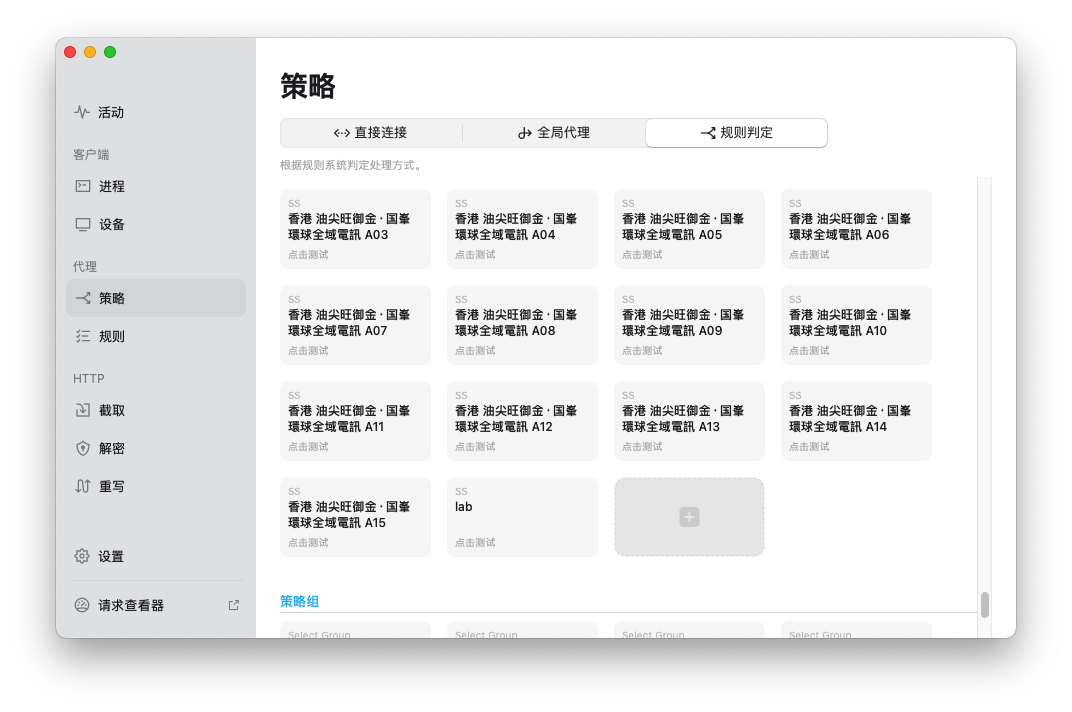 策略
活动
客户端
进程
设备
代理
策略
规则
HTTP
截取
解密
重写
设置
请求查看器
直接连接
全局代理
规则判定
根据规则系统判定处理方式。
SS
香港 油尖旺御金 · 国峯
環球全域電訊 A03
点击测试
SS
香港 油尖旺御金 · 国峯
環球全域電訊 A04
点击测试
SS
香港 油尖旺御金 · 国峯
環球全域電訊 A05
点击测试
SS
香港 油尖旺御金 · 国峯
環球全域電訊 A06
点击测试
SS
香港 油尖旺御金 · 国峯
環球全域電訊 A07
点击测试
SS
香港 油尖旺御金 · 国峯
環球全域電訊 A08
点击测试
SS
香港 油尖旺御金 · 国峯
環球全域電訊 A09
点击测试
SS
香港 油尖旺御金 · 国峯
環球全域電訊 A10
点击测试
SS
香港 油尖旺御金 · 国峯
環球全域電訊 A11
点击测试
SS
香港 油尖旺御金 · 国峯
環球全域電訊 A12
点击测试
SS
香港 油尖旺御金 · 国峯
環球全域電訊 A13
点击测试
SS
香港 油尖旺御金 · 国峯
環球全域電訊 A14
点击测试
SS
香港 油尖旺御金 · 国峯
環球全域電訊 A15
点击测试
SS
lab
点击测试
策略组
Select Group
Select Group
Select Group
Select Group